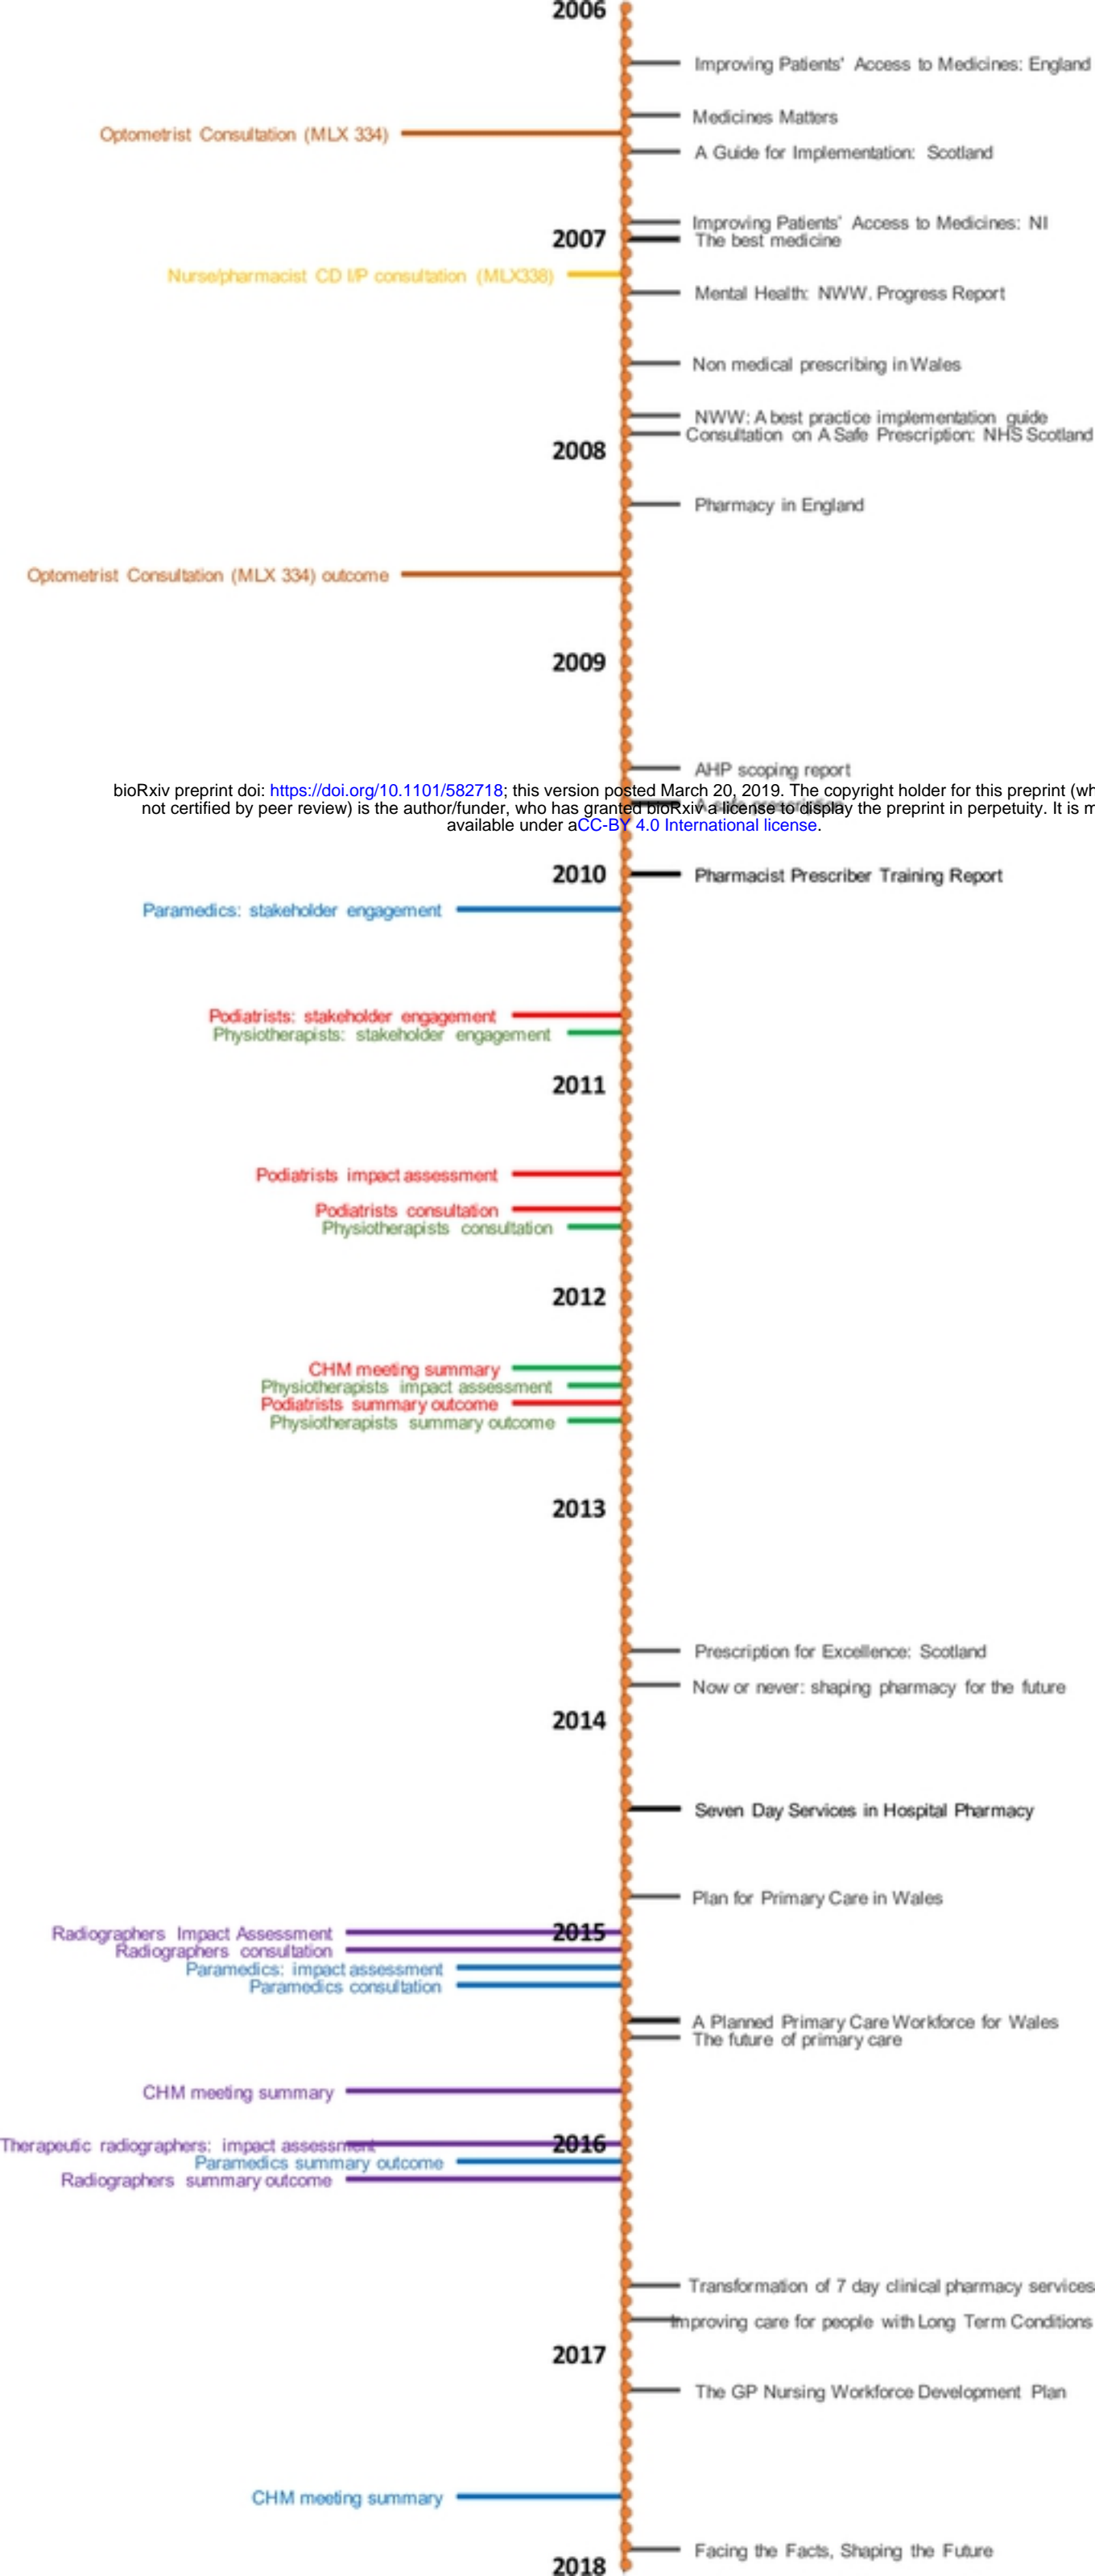 2006
Improving Patients' Access to Medicines: England
Medicines Matters
Optometrist Consultation (MLX 334)
A Guide for Implementation: Scotland
Improving Patients' Access to Medicines: NI
2007
The best medicine
Nurse/pharmacist CD I/P consultation (MLX338)
Mental Health: NWW. Progress Report
Non medical prescribing in Wales
NWW: A best practice implementation guide
Consultation on A Safe Prescription: NHS Scotland
2008
Pharmacy in England
Optometrist Consultation (MLX 334) outcome
2009
AHP scoping report
bioRxiv preprint doi: https://doi.org/10.1101/582718; this version posted March 20, 2019. The copyright holder for this preprint (wh
A safe prescription
not certified by peer review) is the author/funder, who has granted bioRxiv a license to display the preprint in perpetuity. It is m
available under aCC-BY 4.0 International license.
2010
Pharmacist Prescriber Training Report
Paramedics: stakeholder engagement
Podiatrists: stakeholder engagement
Physiotherapists: stakeholder engagement
2011
Podiatrists impact assessment
Podiatrists consultation
Physiotherapists consultation
2012
CHM meeting summary
Physiotherapists impact assessment
Podiatrists summary outcome
Physiotherapists summary outcome
2013
Prescription for Excellence: Scotland
Now or never: shaping pharmacy for the future
2014
Seven Day Services in Hospital Pharmacy
Plan for Primary Care in Wales
Radiographers Impact Assessment
2015
Radiographers consultation
Paramedics: impact assessment
Paramedics consultation
A Planned Primary Care Workforce for Wales
The future of primary care
CHM meeting summary
Therapeutic radiographers: impact assessment
2016
Paramedics summary outcome
Radiographers summary outcome
Transformation of 7 day clinical pharmacy services
Improving care for people with Long Term Conditions
2017
The GP Nursing Workforce Development Plan
CHM meeting summary
Facing the Facts, Shaping the Future
2018